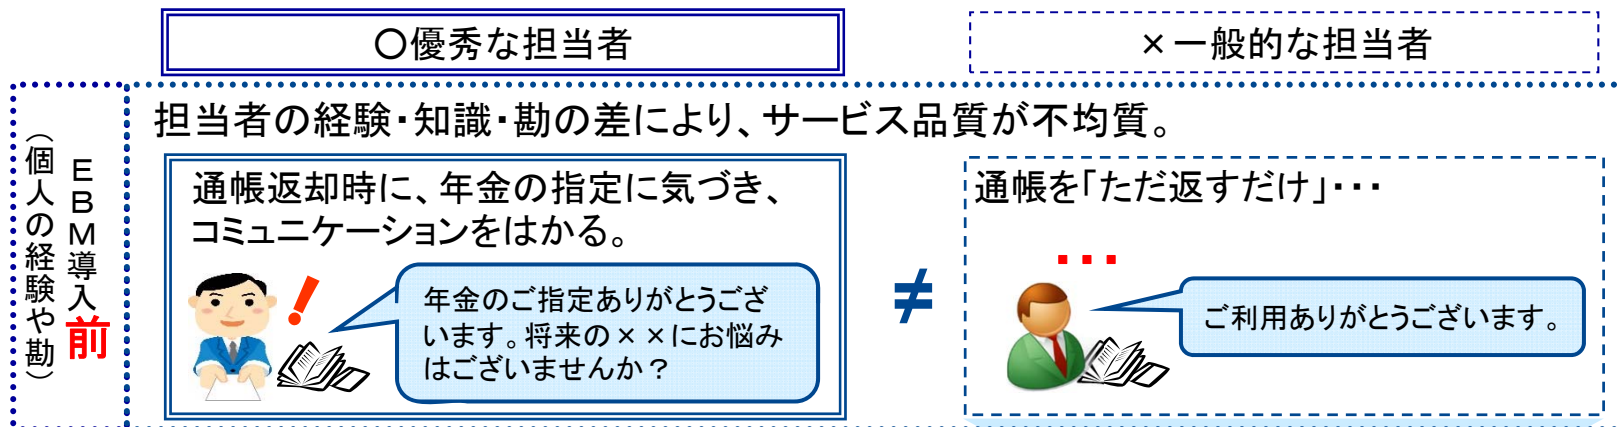 ○優秀な担当者
×一般的な担当者
EBM導入前
（個人の経験や勘）
担当者の経験・知識・勘の差により、サービス品質が不均質。
通帳返却時に、年金の指定に気づき、
コミュニケーションをはかる。
！
年金のご指定ありがとうござ
います。将来の××にお悩み
はございませんか？
≠
通帳を「ただ返すだけ」・・・
・・・
ご利用ありがとうございます。